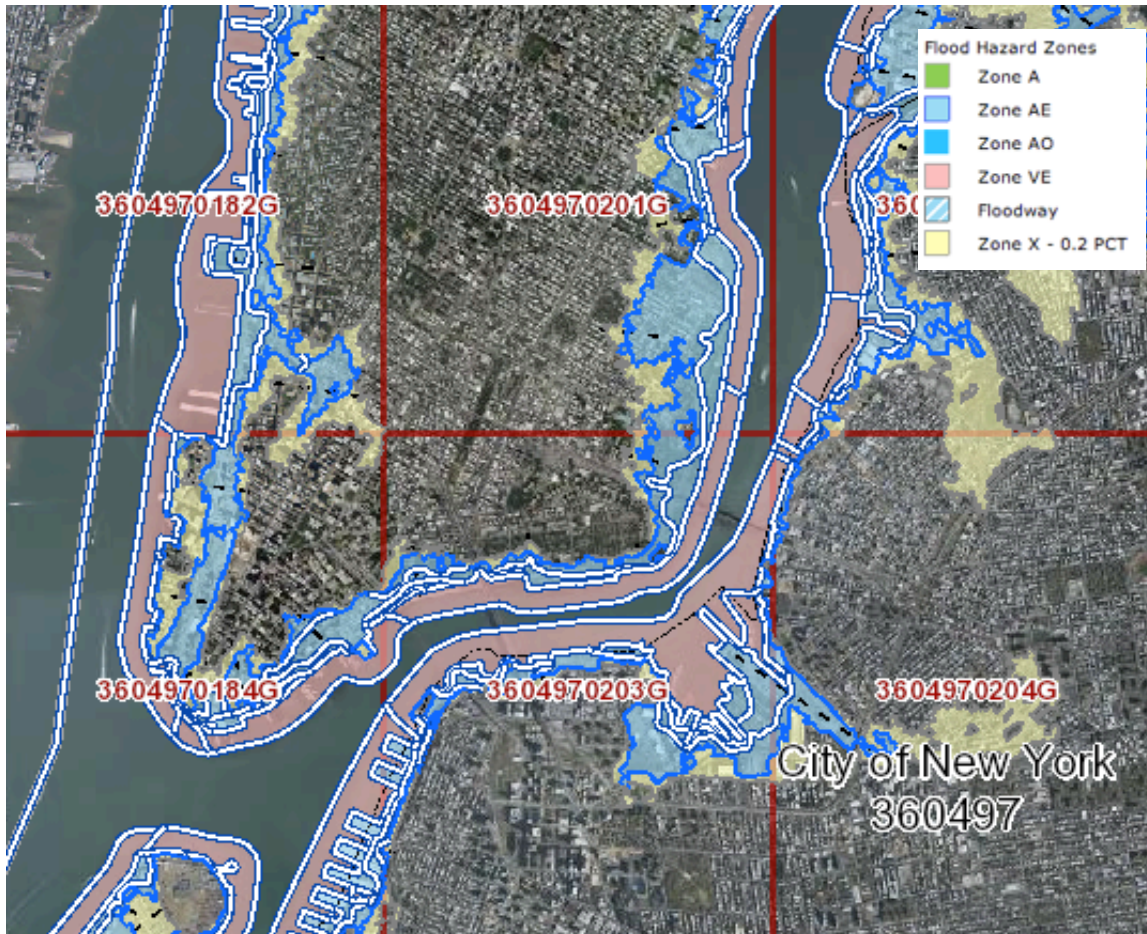 Flood Hazard Zones
Zone A
Zone AE
Zone AO
Zone VE
Floodway
Zone X - 0.2 PCT
3604970182G
3604970201G
3604970184G
3604970203G
3604970204G
City of New York
360497